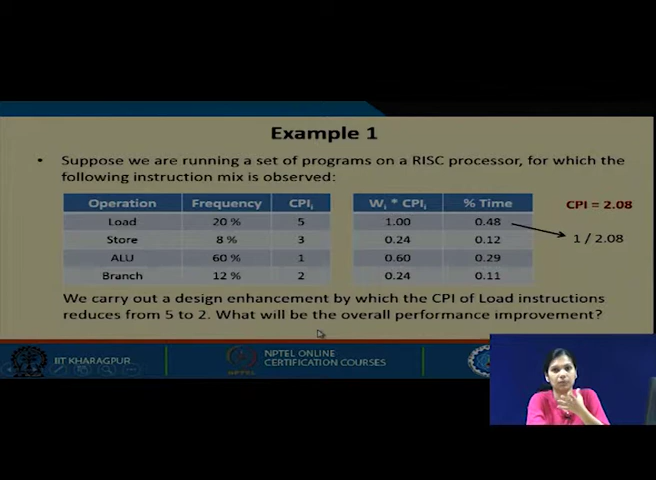 Example 1
• Suppose we are running a set of programs on a RISC processor, for which the
following instruction mix is observed:
Operation Frequency CPIi Wi * CPIi % Time
Load 20 % 5 1.00 0.48
Store 8 % 3 0.24 0.12
ALU 60 % 1 0.60 0.29
Branch 12 % 2 0.24 0.11
CPI = 2.08
1 / 2.08
We carry out a design enhancement by which the CPI of Load instructions
reduces from 5 to 2. What will be the overall performance improvement?
IIT KHARAGPUR
NPTEL
NPTEL ONLINE
CERTIFICATION COURSES